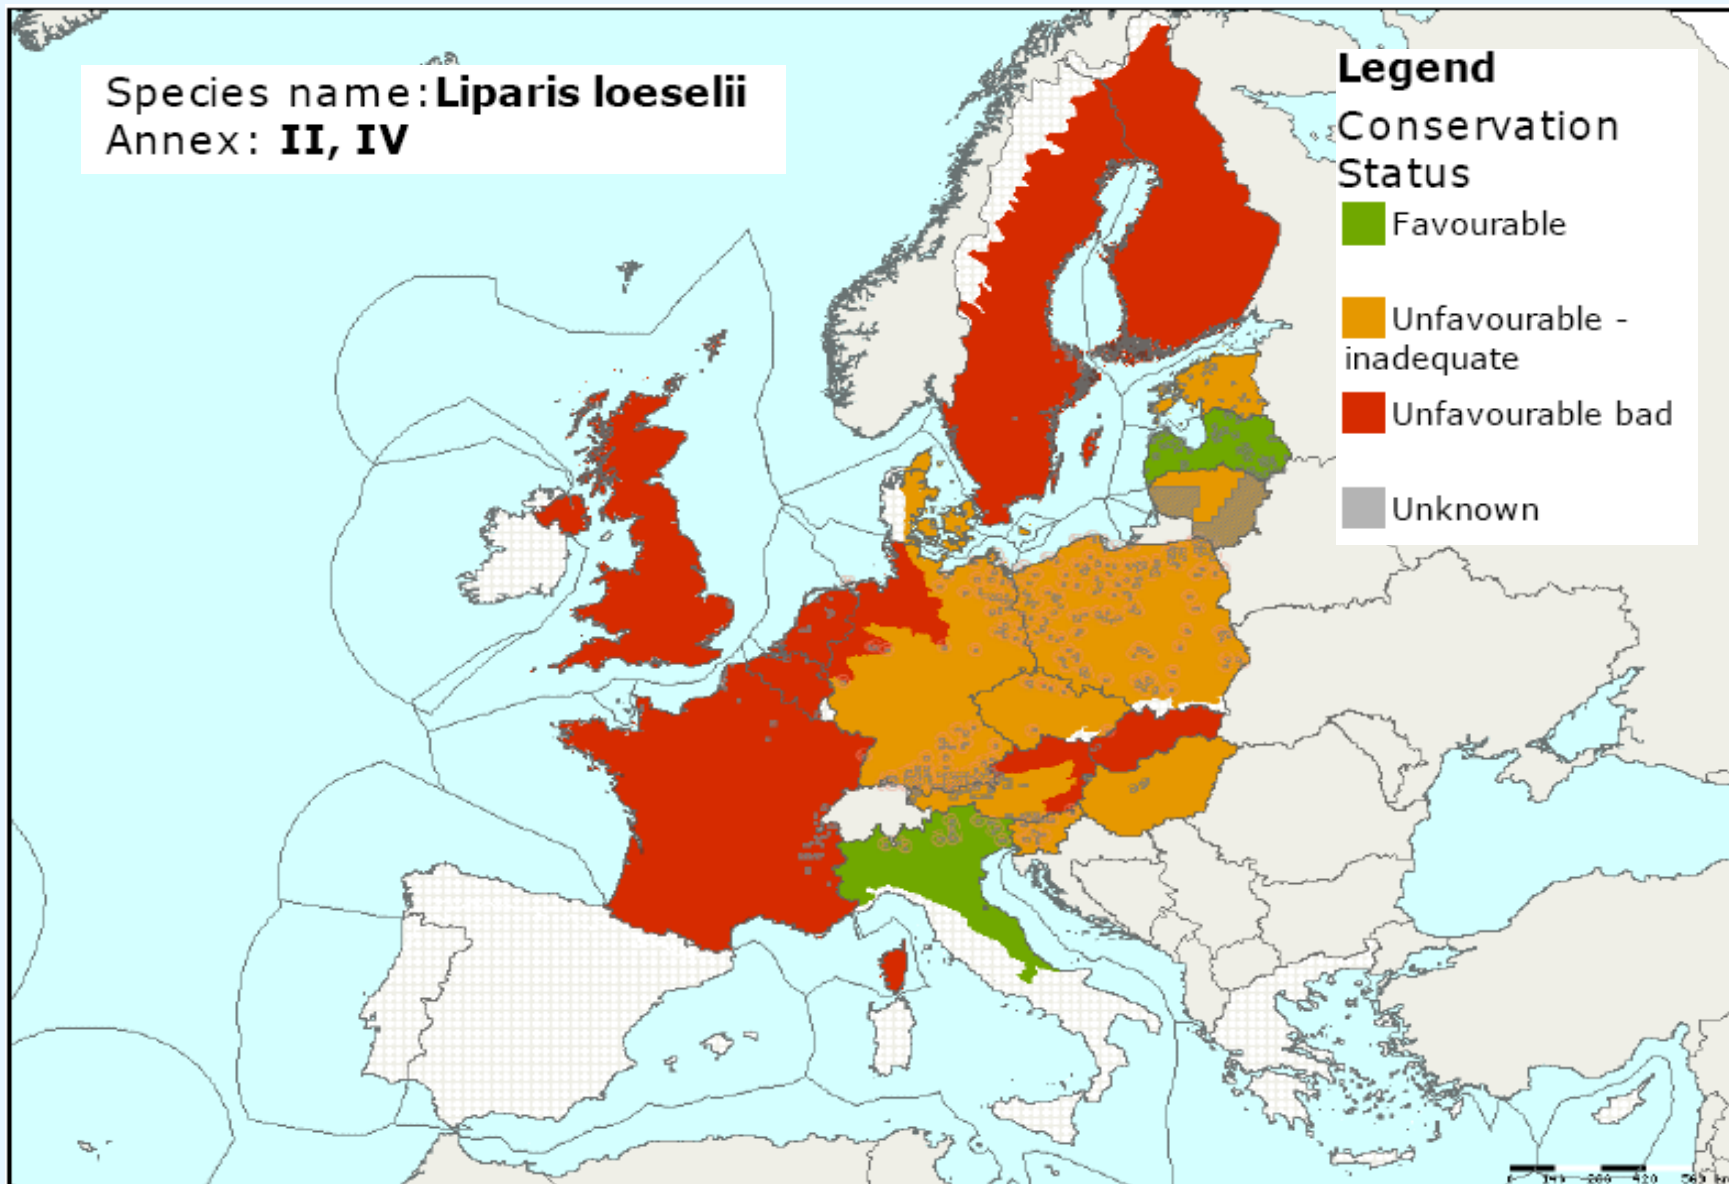 Species name:Liparis loeselii
Annex: II, IV
Legend
Conservation
Status
Favourable
Unfavourable -
inadequate
Unfavourable bad
Unknown